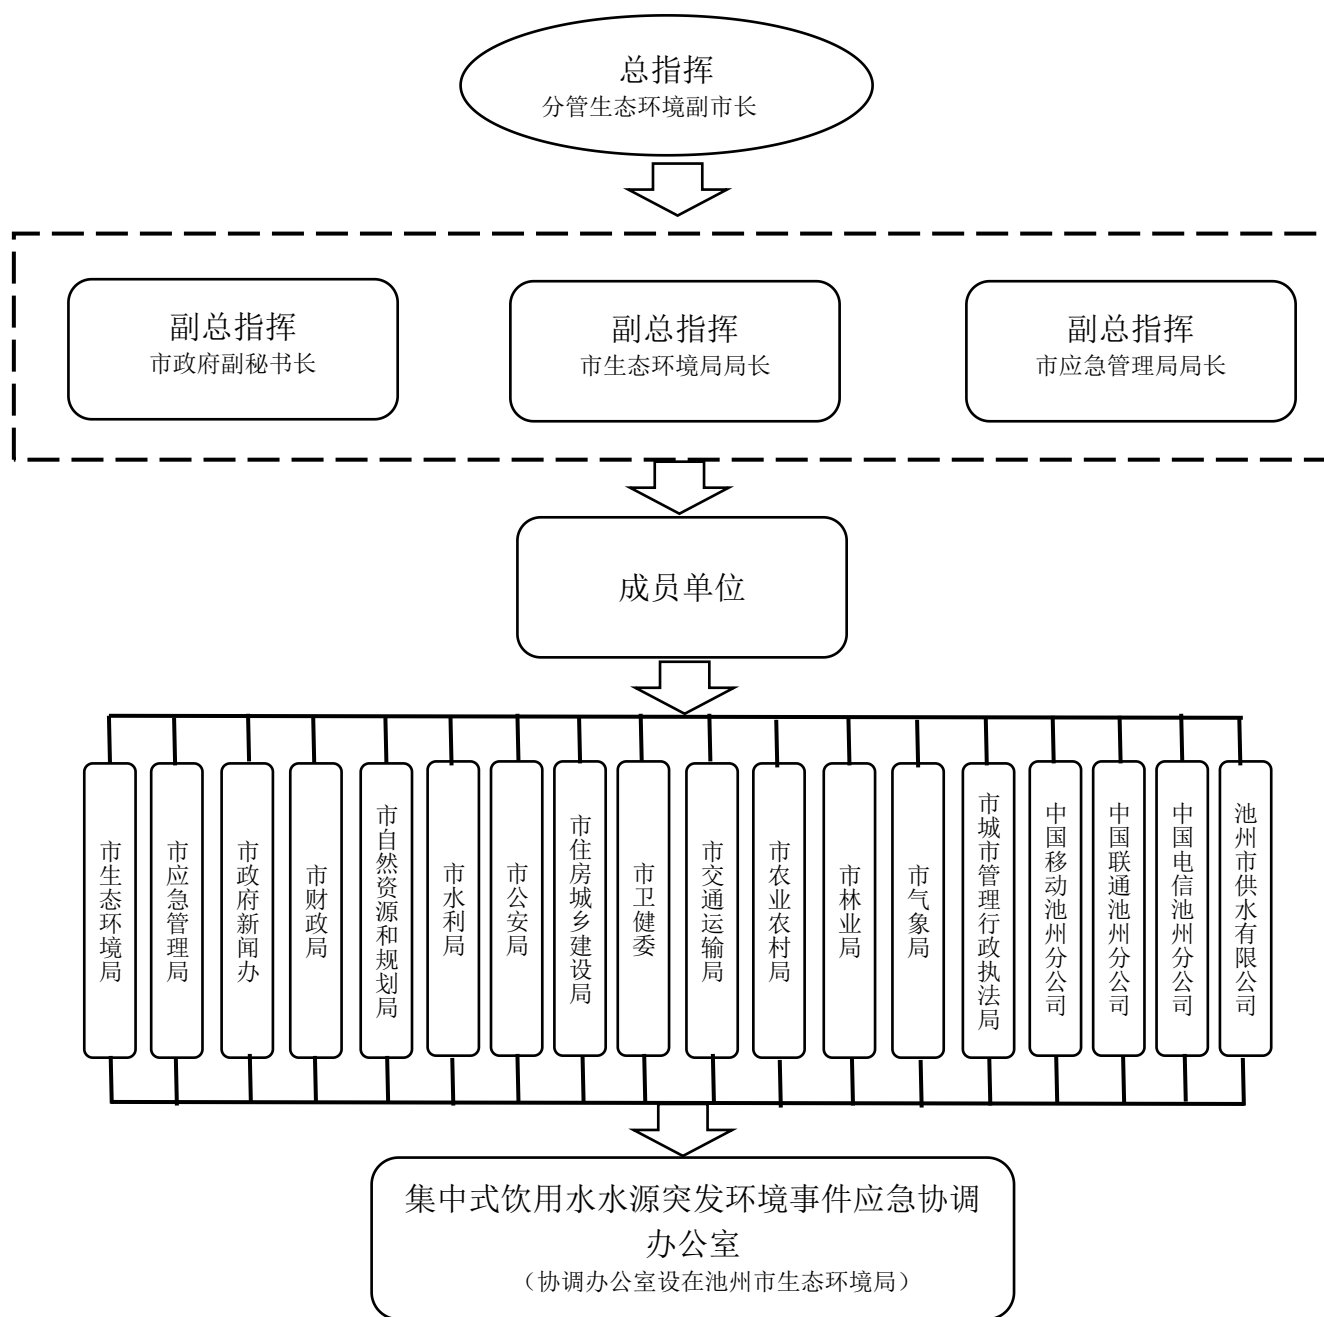 总指挥
分管生态环境副市长
副总指挥
市政府副秘书长
副总指挥
市生态环境局局长
副总指挥
市应急管理局局长
成员单位
市生态环境局
市应急管理局
市政府新闻办
市财政局
市自然资源和规划局
市水利局
市公安局
市住房城乡建设局
市卫健委
市交通运输局
市农业农村局
市林业局
市气象局
市城市管理行政执法局
中国移动池州分公司
中国联通池州分公司
中国电信池州分公司
池州市供水有限公司
集中式饮用水水源突发环境事件应急协调
办公室
（协调办公室设在池州市生态环境局）